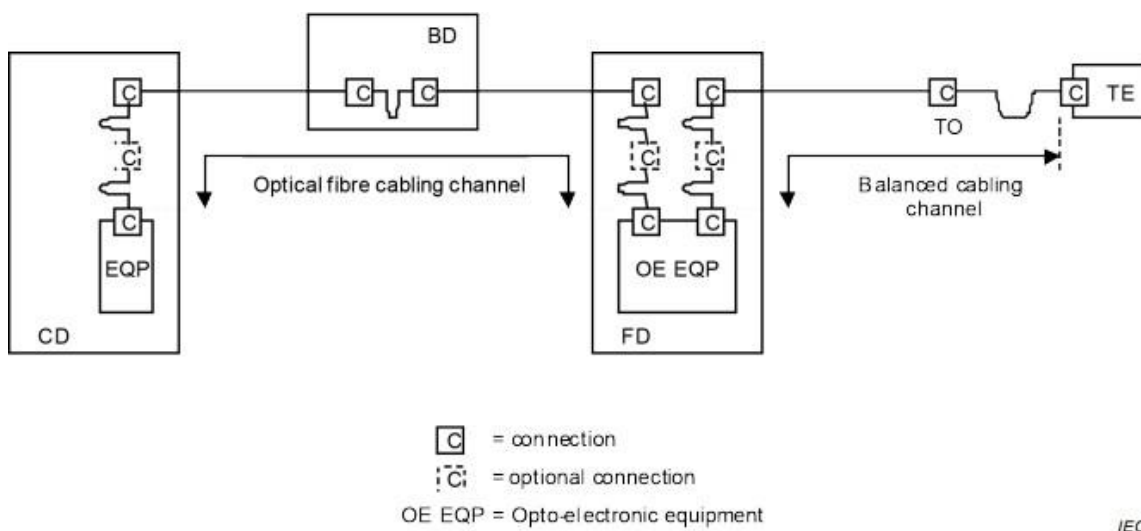 BD
C C C C C C TE
TO
C C C
Optical fibre cabling channel
Balanced cabling
channel
C C C
EQP OE EQP
CD FD
C = connection
C = optional connection
OE EQP = Opto-electronic equipment
IEC